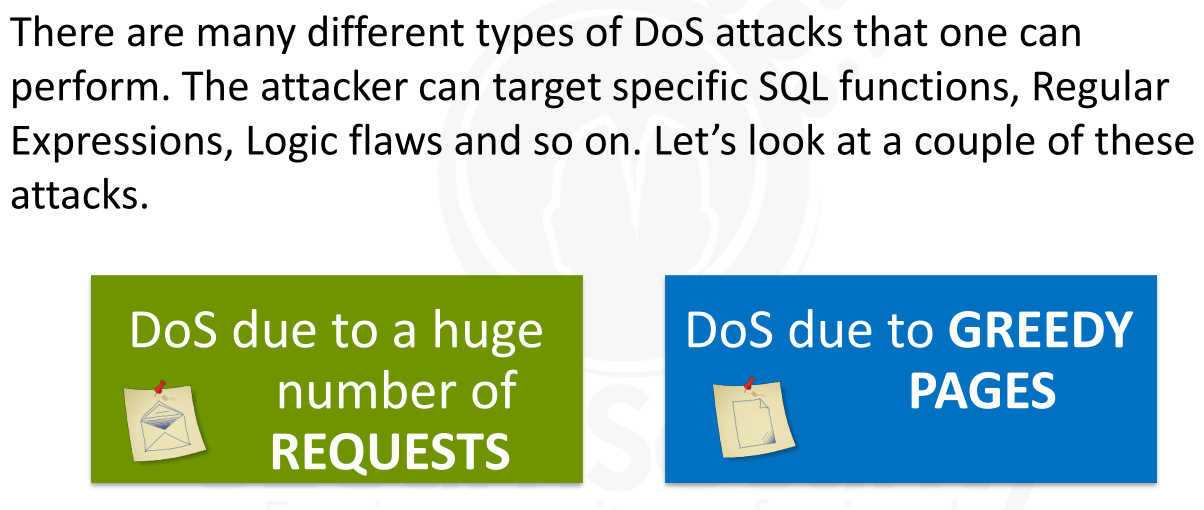 There are many different types of DoS attacks that one can
perform. The attacker can target specific SQL functions, Regular
Expressions, Logic flaws and so on. Let’s look at a couple of these
attacks.
DoS due to a huge
number of
REQUESTS
DoS due to GREEDY
PAGES